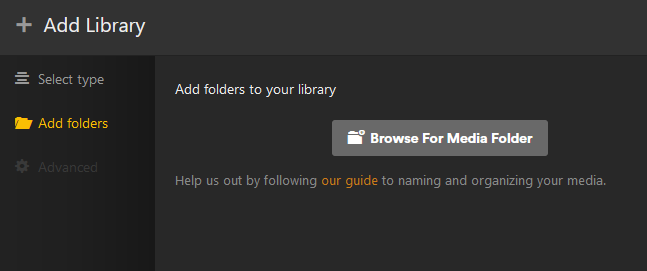 Add Library
Select type
Add folders
Advanced
Add folders to your library
Browse For Media Folder
Help us out by following our guide to naming and organizing your media.